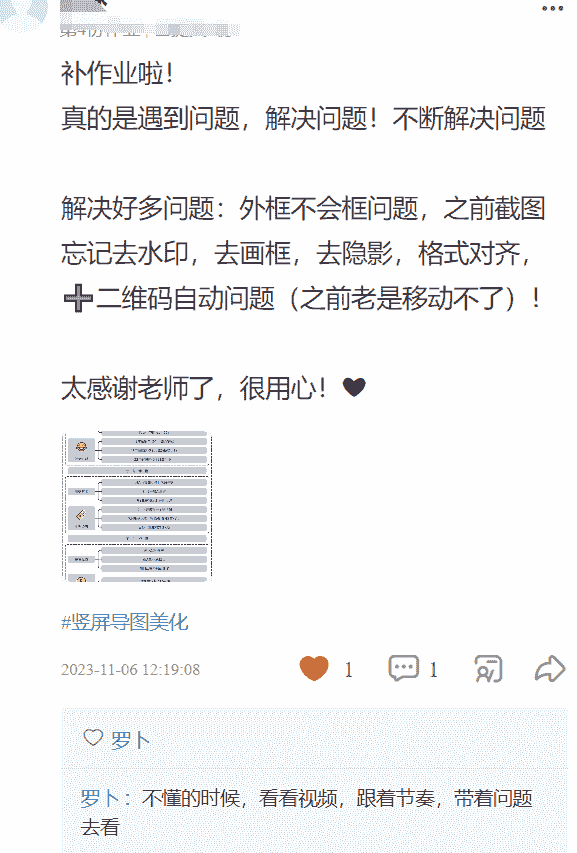 补作业啦！
真的是遇到问题，解决问题！不断解决问题
解决好多问题：外框不会框问题，之前截图
忘记去水印，去画框，去隐影，格式对齐，
➕二维码自动问题（之前老是移动不了）！
太感谢老师了，很用心！♥
#竖屏导图美化
2023-11-06 12:19:08
1
1
罗卜
罗卜：不懂的时候，看看视频，跟着节奏，带着问题
去看